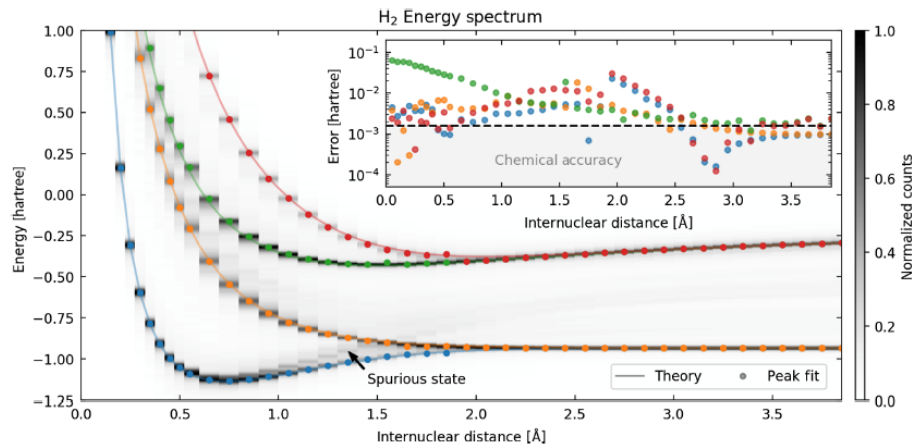 H₂ Energy spectrum
Energy [hartree]
1.00
0.75
0.50
0.25
0.00
−0.25
−0.50
−0.75
−1.00
−1.25
0.0 0.5 1.0 1.5 2.0 2.5 3.0 3.5
Internuclear distance [Å]
Spurious state
Theory
Peak fit
Error [hartree]
10⁻¹
10⁻²
10⁻³
10⁻⁴
Chemical accuracy
0.0 0.5 1.0 1.5 2.0 2.5 3.0 3.5
Internuclear distance [Å]
1.0
0.8
0.6
0.4
0.2
0.0
Normalized counts